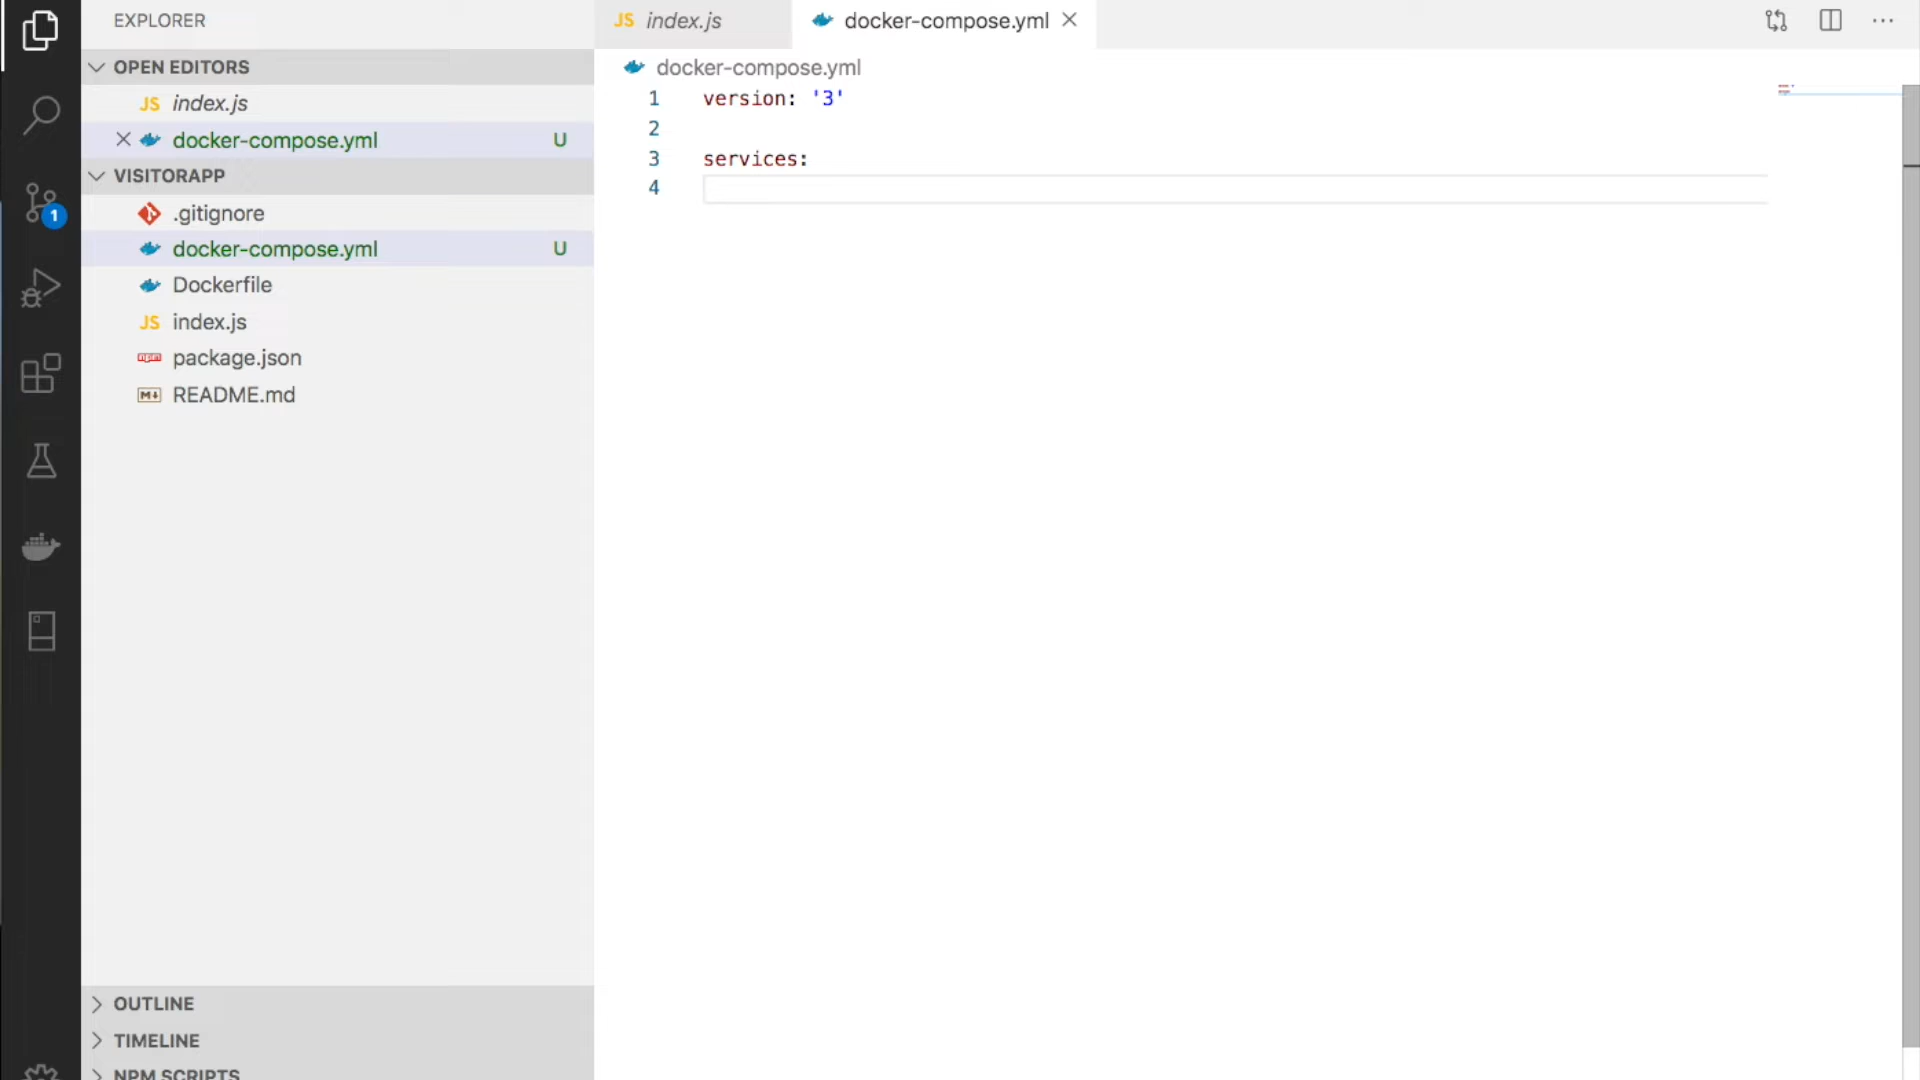 EXPLORER
OPEN EDITORS
JS index.js
docker-compose.yml U
VISITORAPP
.gitignore
docker-compose.yml U
Dockerfile
JS index.js
package.json
README.md
OUTLINE
TIMELINE
NPM SCRIPTS
1
JS index.js
docker-compose.yml
docker-compose.yml
1 version: '3'
2
3 services:
4